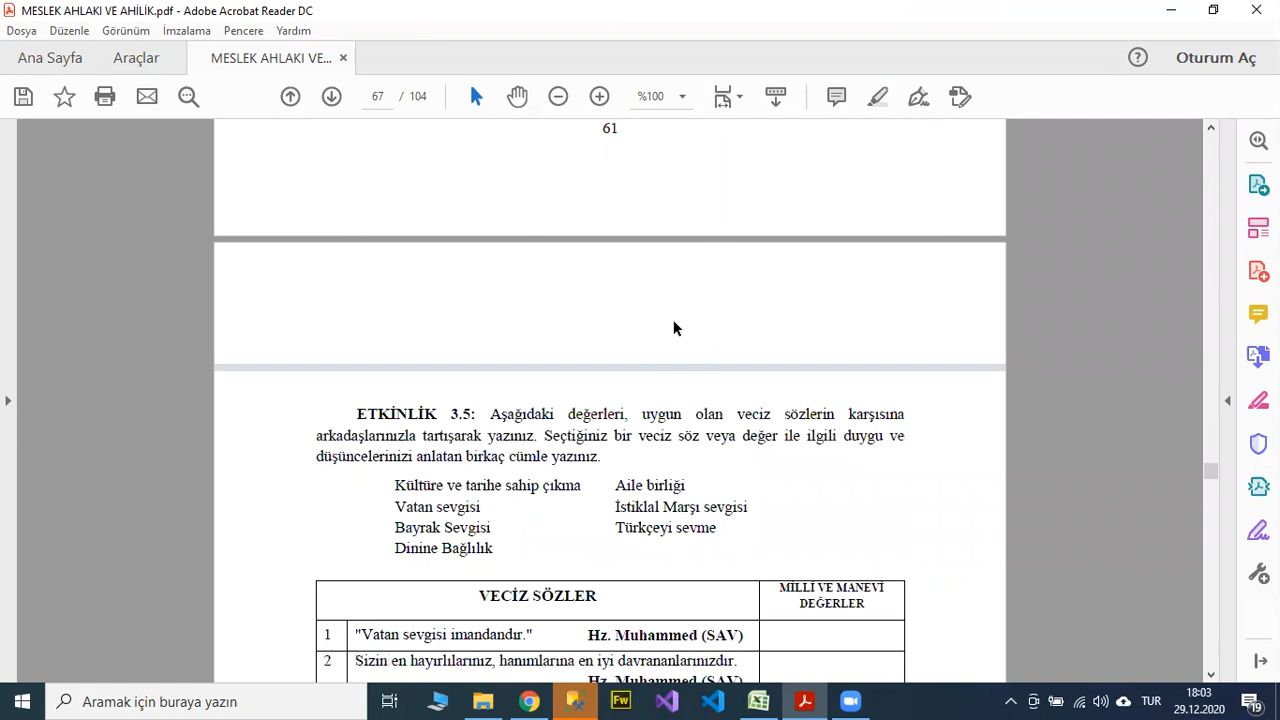 MESLEK AHLAKI VE AHİLİK.pdf - Adobe Acrobat Reader DC
Dosya Düzenle Görünüm İmzalama Pencere Yardım
Ana Sayfa Araçlar MESLEK AHLAKI VE... × Oturum Aç
67 / 104 %100
61
ETKİNLİK 3.5: Aşağıdaki değerleri, uygun olan veciz sözlerin karşısına
arkadaşlarınızla tartışarak yazınız. Seçtiğiniz bir veciz söz veya değer ile ilgili duygu ve
düşüncelerinizi anlatan birkaç cümle yazınız.
Kültüre ve tarihe sahip çıkma Aile birliği
Vatan sevgisi İstiklal Marşı sevgisi
Bayrak Sevgisi Türkçeyi sevme
Dinine Bağlılık
VECİZ SÖZLER MİLLİ VE MANEVİ
DEĞERLER
1 "Vatan sevgisi imandandır." Hz. Muhammed (SAV)
2 Sizin en hayırlılarınız, hanımlarına en iyi davrananlarınızdır.
Hz. Muhammed (SAV)
Aramak için buraya yazın Fw TUR 18:03
29.12.2020 19